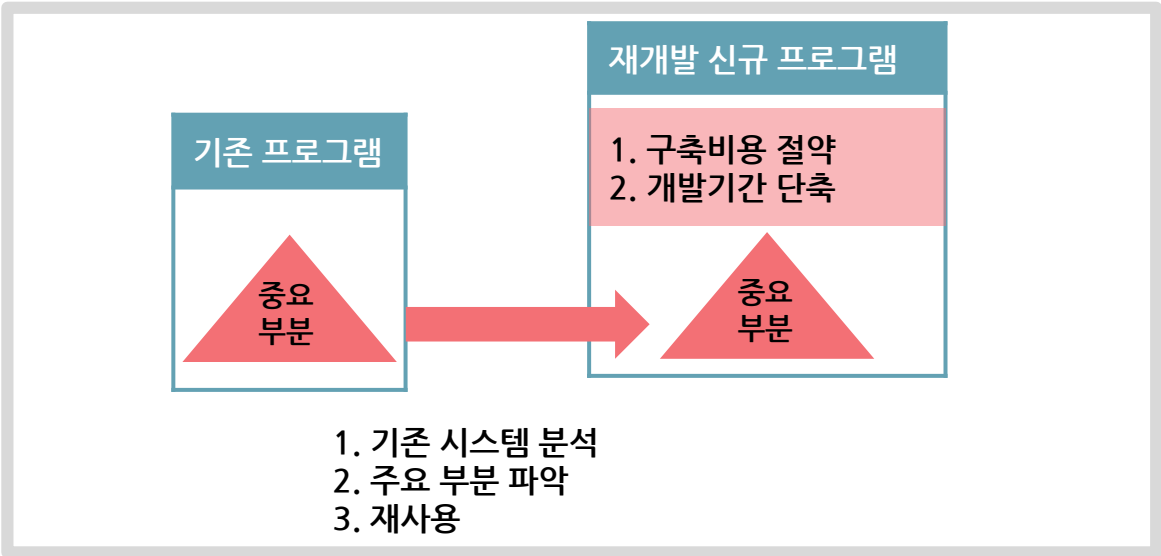 재개발 신규 프로그램
1. 구축비용 절약
2. 개발기간 단축
기존 프로그램
중요
부분
중요
부분
1. 기존 시스템 분석
2. 주요 부분 파악
3. 재사용